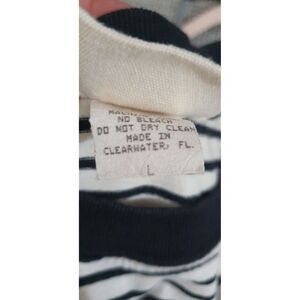 NO BLEACH
DO NOT DRY CLEAN
MADE IN
CLEARWATER, FL.
L